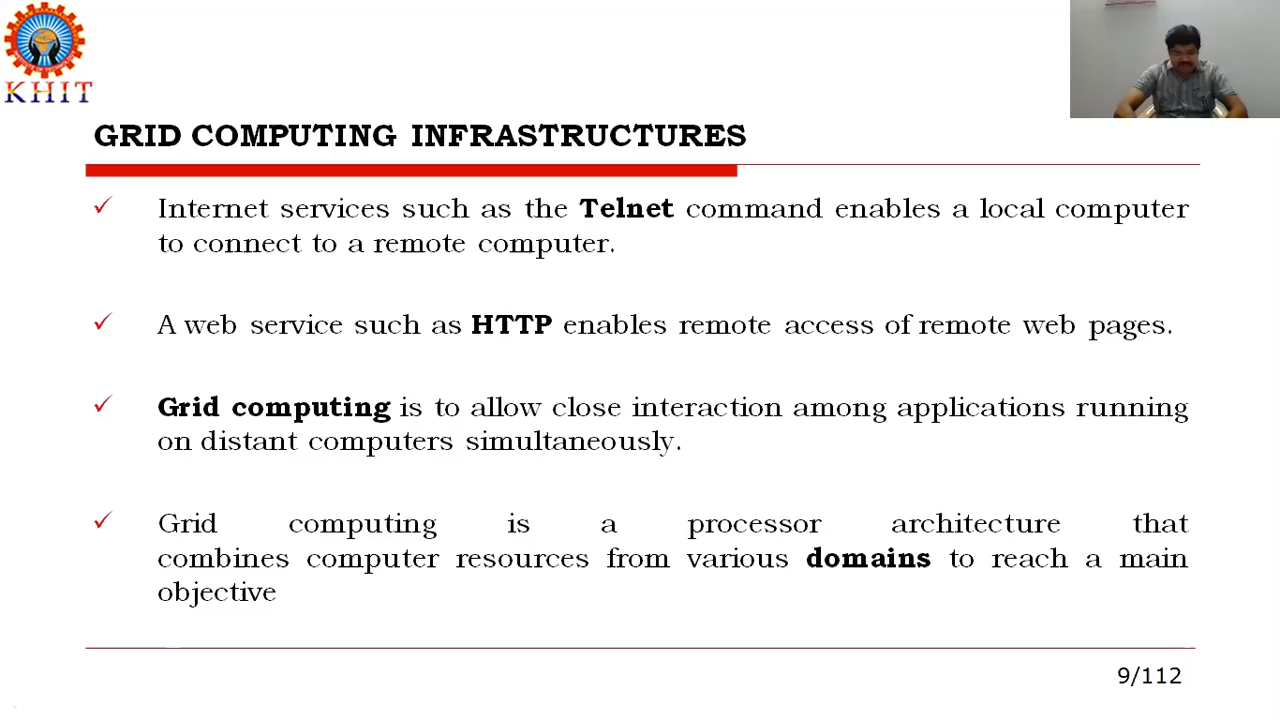 KHIT
GRID COMPUTING INFRASTRUCTURES
Internet services such as the Telnet command enables a local computer
to connect to a remote computer.
A web service such as HTTP enables remote access of remote web pages.
Grid computing is to allow close interaction among applications running
on distant computers simultaneously.
Grid computing is a processor architecture that
combines computer resources from various domains to reach a main
objective
9/112